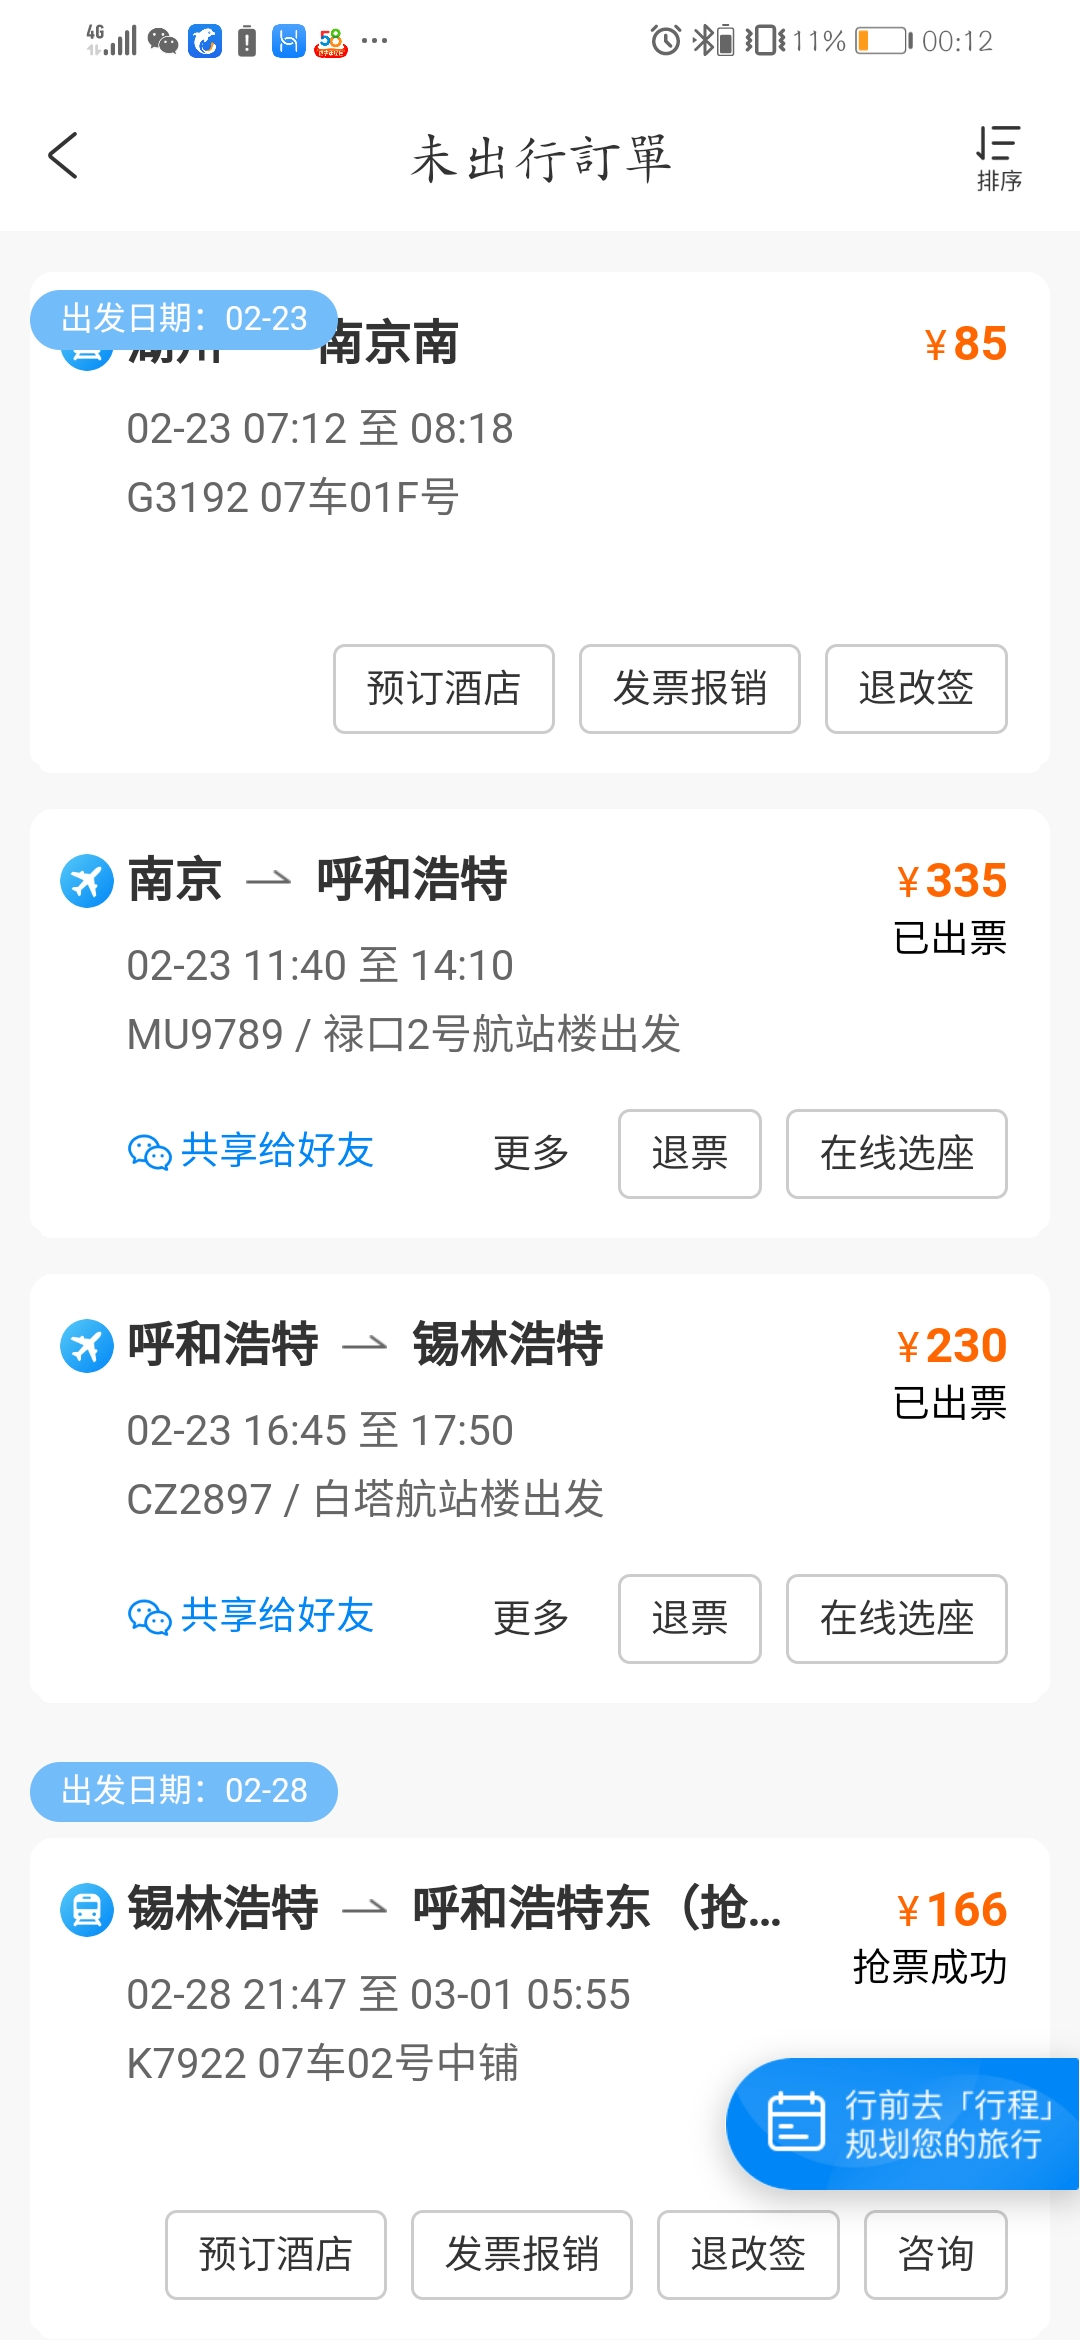 4G 11% 00:12
未出行訂單
排序
出发日期：02-23
湖州 南京南 ¥85
02-23 07:12 至 08:18
G3192 07车01F号
预订酒店 发票报销 退改签
南京 呼和浩特 ¥335
已出票
02-23 11:40 至 14:10
MU9789 / 禄口2号航站楼出发
共享给好友 更多 退票 在线选座
呼和浩特 锡林浩特 ¥230
已出票
02-23 16:45 至 17:50
CZ2897 / 白塔航站楼出发
共享给好友 更多 退票 在线选座
出发日期：02-28
锡林浩特 呼和浩特东（抢... ¥166
抢票成功
02-28 21:47 至 03-01 05:55
K7922 07车02号中铺
行前去「行程」
规划您的旅行
预订酒店 发票报销 退改签 咨询